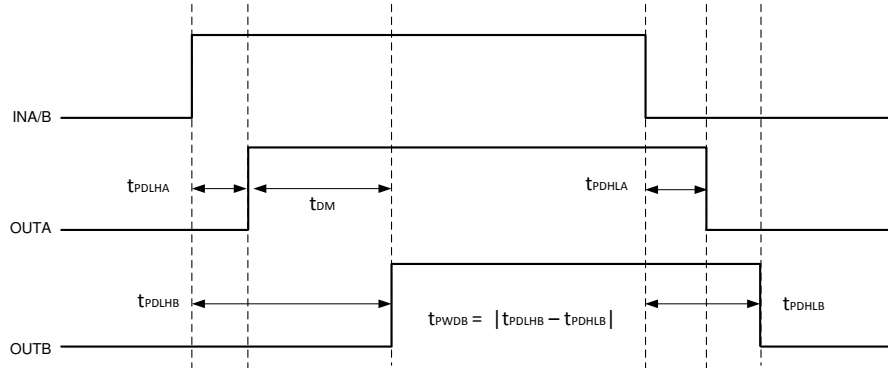 INA/B
tPDLHA
tDM
tPDHLA
OUTA
tPDLHB
tPWDB = |tPDLHB – tPDHLB|
tPDHLB
OUTB